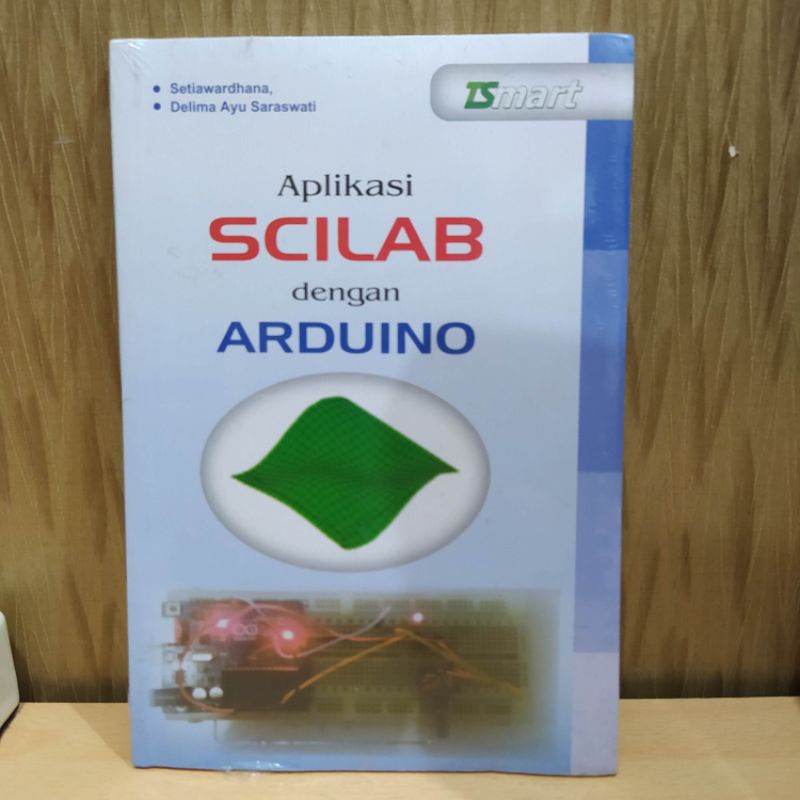 Setiawardhana,
Delima Ayu Saraswati
TSmart
Aplikasi
SCILAB
dengan
ARDUINO